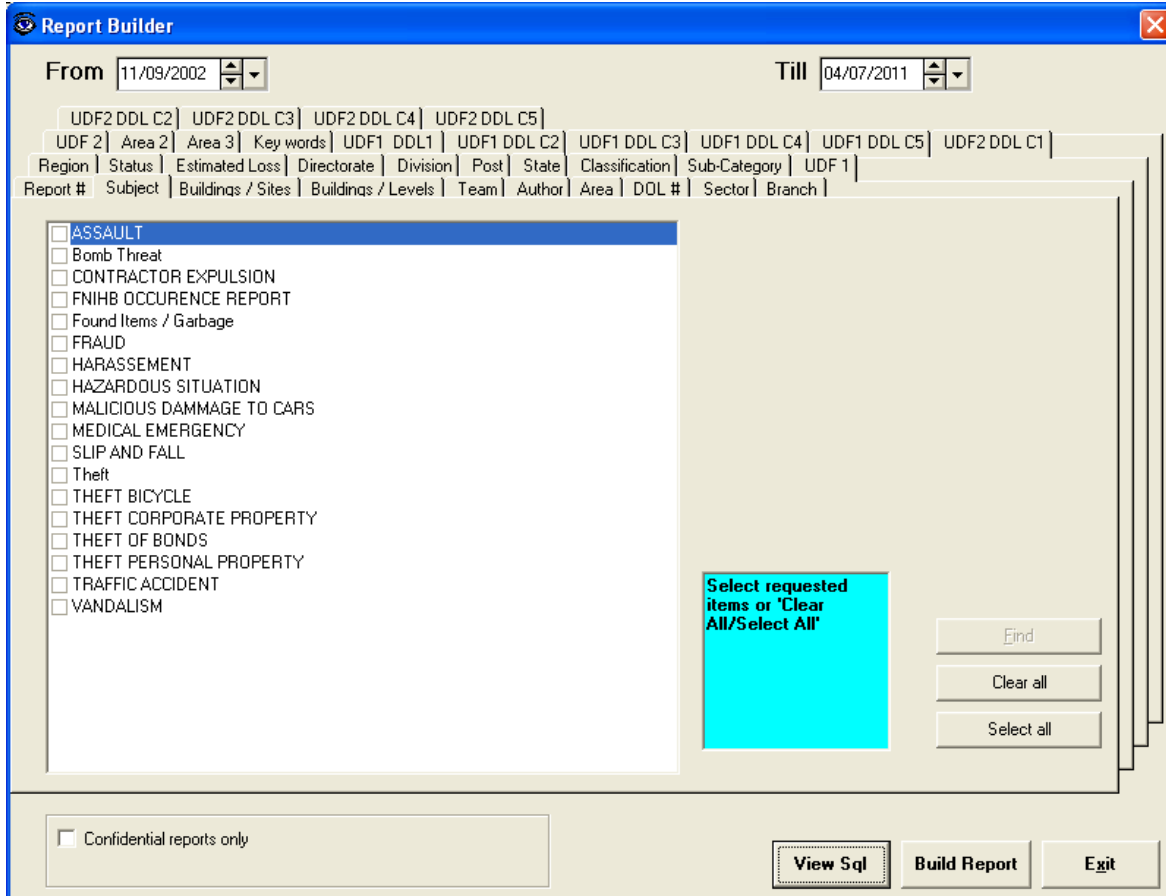 Report Builder
From 11/09/2002 Till 04/07/2011
UDF2 DDL C2 UDF2 DDL C3 UDF2 DDL C4 UDF2 DDL C5
UDF 2 Area 2 Area 3 Key words UDF1 DDL1 UDF1 DDL C2 UDF1 DDL C3 UDF1 DDL C4 UDF1 DDL C5 UDF2 DDL C1
Region Status Estimated Loss Directorate Division Post State Classification Sub-Category UDF 1
Report # Subject Buildings / Sites Buildings / Levels Team Author Area DOL # Sector Branch
ASSAULT
Bomb Threat
CONTRACTOR EXPULSION
FNIHB OCCURENCE REPORT
Found Items / Garbage
FRAUD
HARASSEMENT
HAZARDOUS SITUATION
MALICIOUS DAMMAGE TO CARS
MEDICAL EMERGENCY
SLIP AND FALL
Theft
THEFT BICYCLE
THEFT CORPORATE PROPERTY
THEFT OF BONDS
THEFT PERSONAL PROPERTY
TRAFFIC ACCIDENT
VANDALISM
Select requested
items or 'Clear
All/Select All'
Find
Clear all
Select all
Confidential reports only
View Sql Build Report Exit